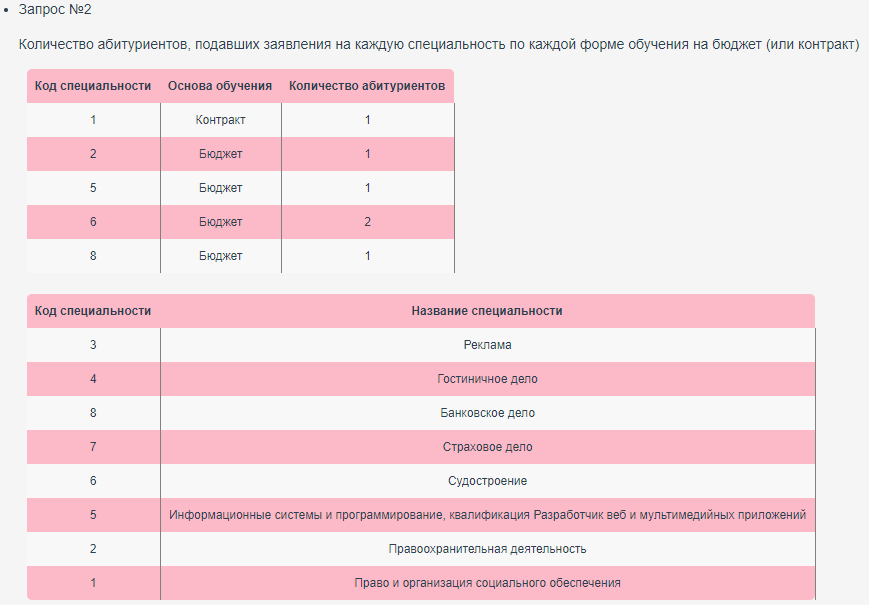 Запрос №2
Количество абитуриентов, подавших заявления на каждую специальность по каждой форме обучения на бюджет (или контракт)
Код специальности Основа обучения Количество абитуриентов
1 Контракт 1
2 Бюджет 1
5 Бюджет 1
6 Бюджет 2
8 Бюджет 1
Код специальности Название специальности
3 Реклама
4 Гостиничное дело
8 Банковское дело
7 Страховое дело
6 Судостроение
5 Информационные системы и программирование, квалификация Разработчик веб и мультимедийных приложений
2 Правоохранительная деятельность
1 Право и организация социального обеспечения